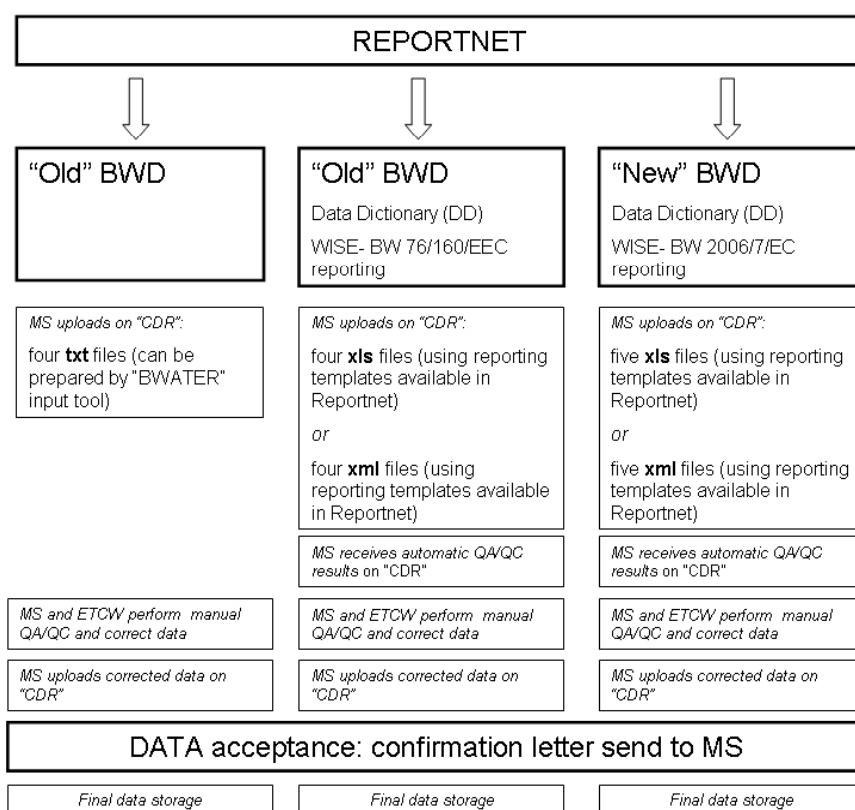 REPORTNET
“Old” BWD
“Old” BWD
Data Dictionary (DD)
WISE- BW 76/160/EEC
reporting
“New” BWD
Data Dictionary (DD)
WISE- BW 2006/7/EC
reporting
MS uploads on “CDR”:
four txt files (can be
prepared by “BWATER”
input tool)
MS uploads on “CDR”:
four xls files (using reporting
templates available in
Reportnet)
or
four xml files (using
reporting templates available
in Reportnet)
MS uploads on “CDR”:
five xls files (using reporting
templates available in
Reportnet)
or
five xml files (using reporting
templates available in
Reportnet)
MS receives automatic QA/QC
results on “CDR”
MS receives automatic QA/QC
results on “CDR”
MS and ETCW perform manual
QA/QC and correct data
MS and ETCW perform manual
QA/QC and correct data
MS and ETCW perform manual
QA/QC and correct data
MS uploads corrected data on
“CDR”
MS uploads corrected data on
“CDR”
MS uploads corrected data on
“CDR”
DATA acceptance: confirmation letter send to MS
Final data storage
Final data storage
Final data storage